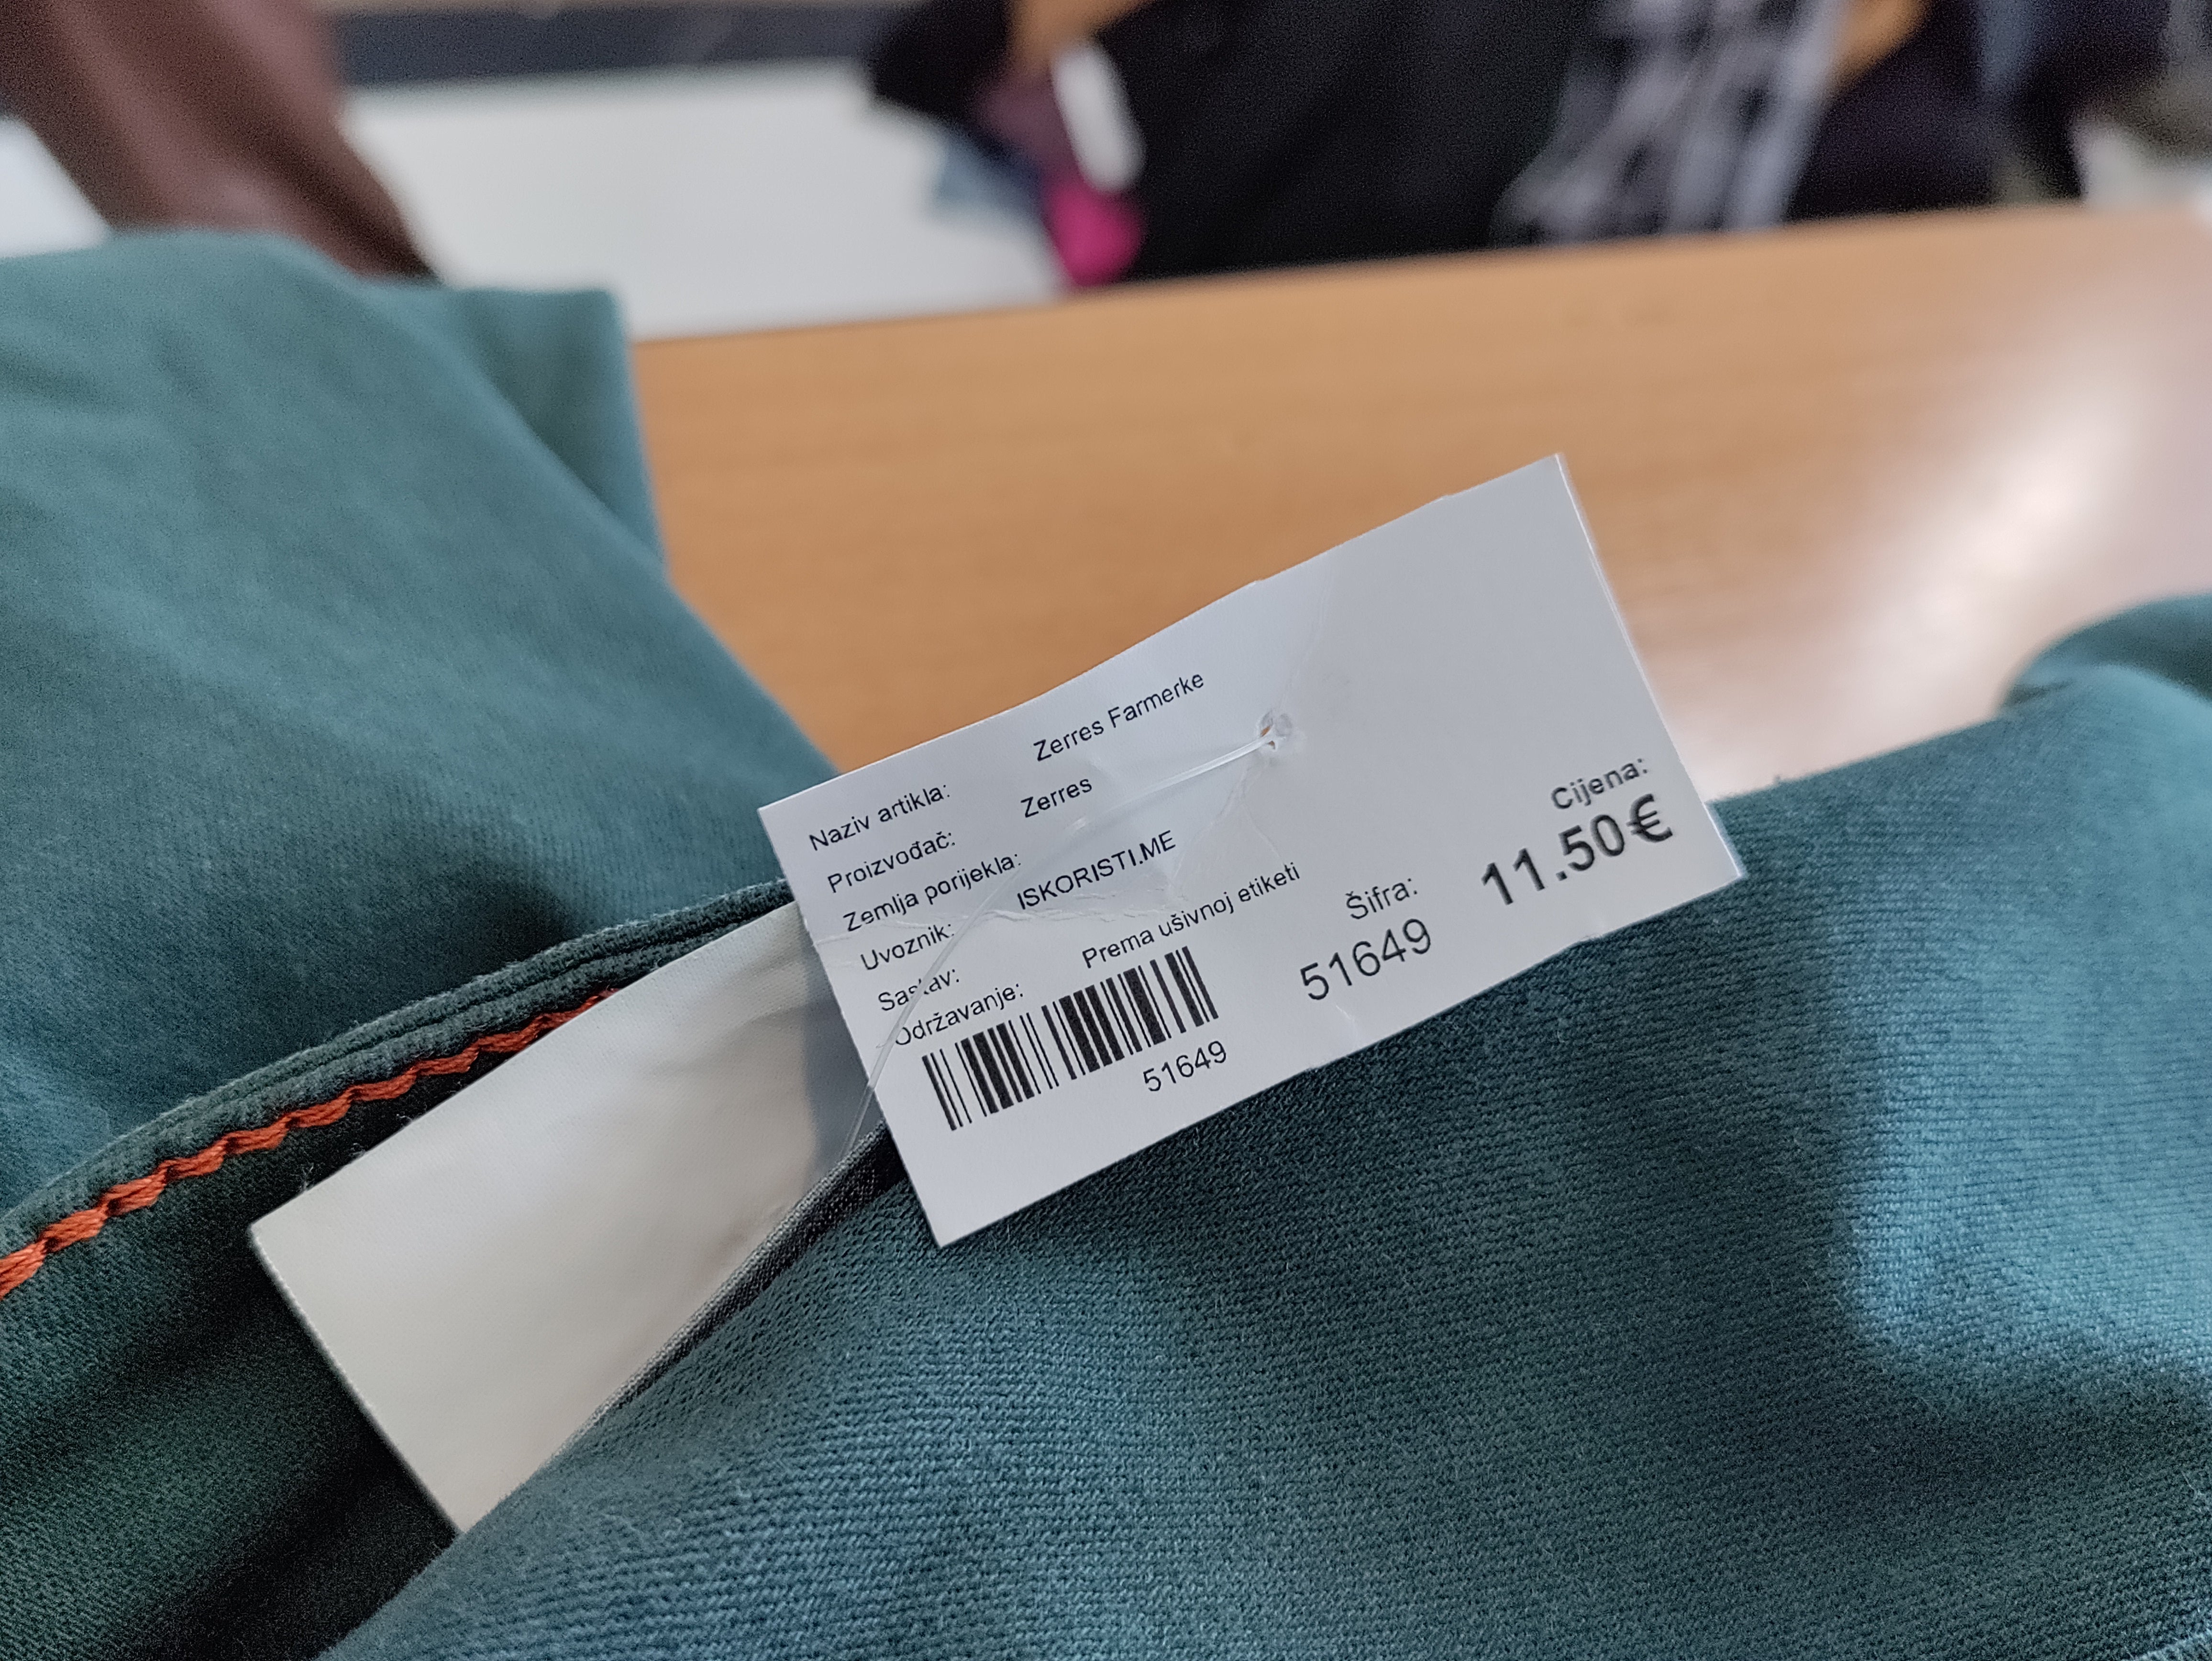 Naziv artikla: Zerres Farmerke
Proizvođač: Zerres
Zemlja porijekla:
Uvoznik: ISKORISTI.ME
Sastav:
Održavanje: Prema ušivnoj etiketi
51649
Šifra:
51649
Cijena:
11.50€